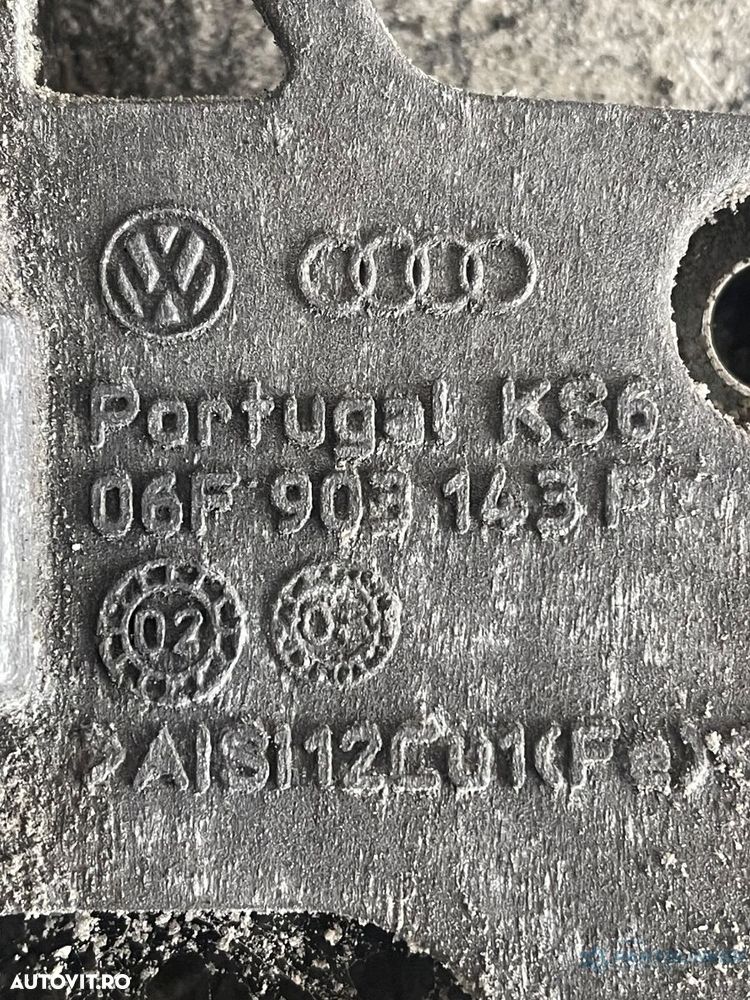 Portugal KS6
06F 903 143 F
02
>AlSi12Cu1(Fe)<
AUTOVIT.RO